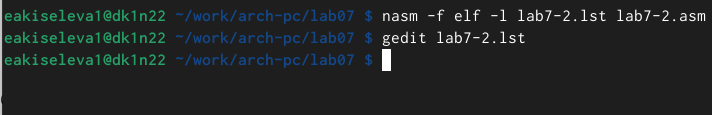 eakiseleva1@dk1n22 ~/work/arch-pc/lab07 $ nasm -f elf -l lab7-2.lst lab7-2.asm
eakiseleva1@dk1n22 ~/work/arch-pc/lab07 $ gedit lab7-2.lst
eakiseleva1@dk1n22 ~/work/arch-pc/lab07 $